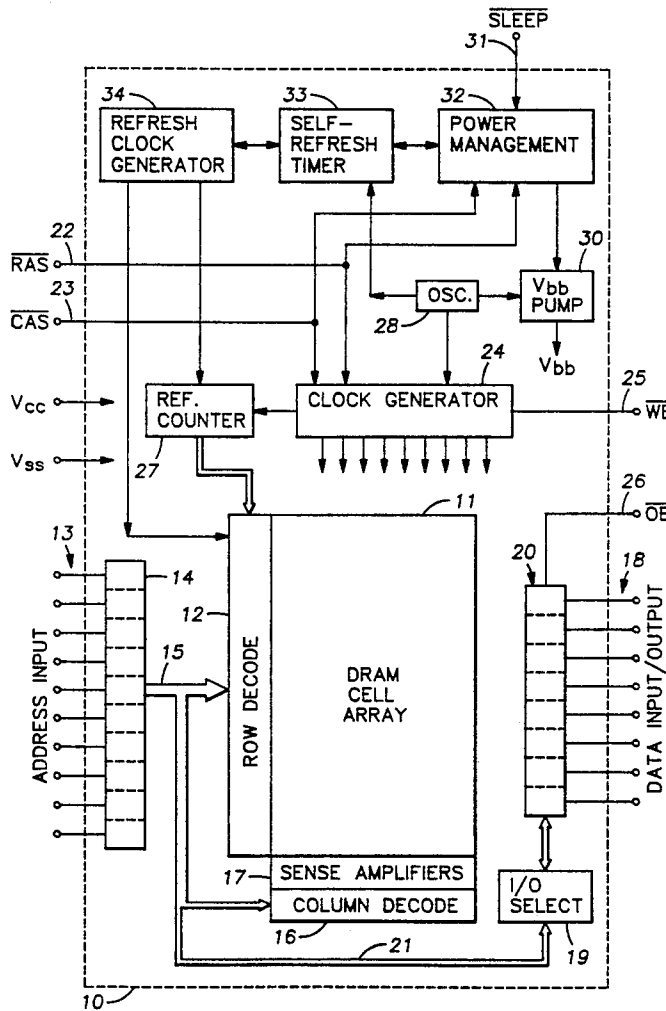 SLEEP
31
34
33
32
REFRESH
CLOCK
GENERATOR
SELF-
REFRESH
TIMER
POWER
MANAGEMENT
22
RAS
23
CAS
30
OSC.
28
Vbb
PUMP
Vbb
24
25
VCC
REF.
COUNTER
CLOCK GENERATOR
WE
VSS
27
26
OE
11
13
14
20
18
12
15
ADDRESS INPUT
ROW DECODE
DRAM
CELL
ARRAY
DATA INPUT/OUTPUT
17
SENSE AMPLIFIERS
COLUMN DECODE
I/O
SELECT
16
21
19
10